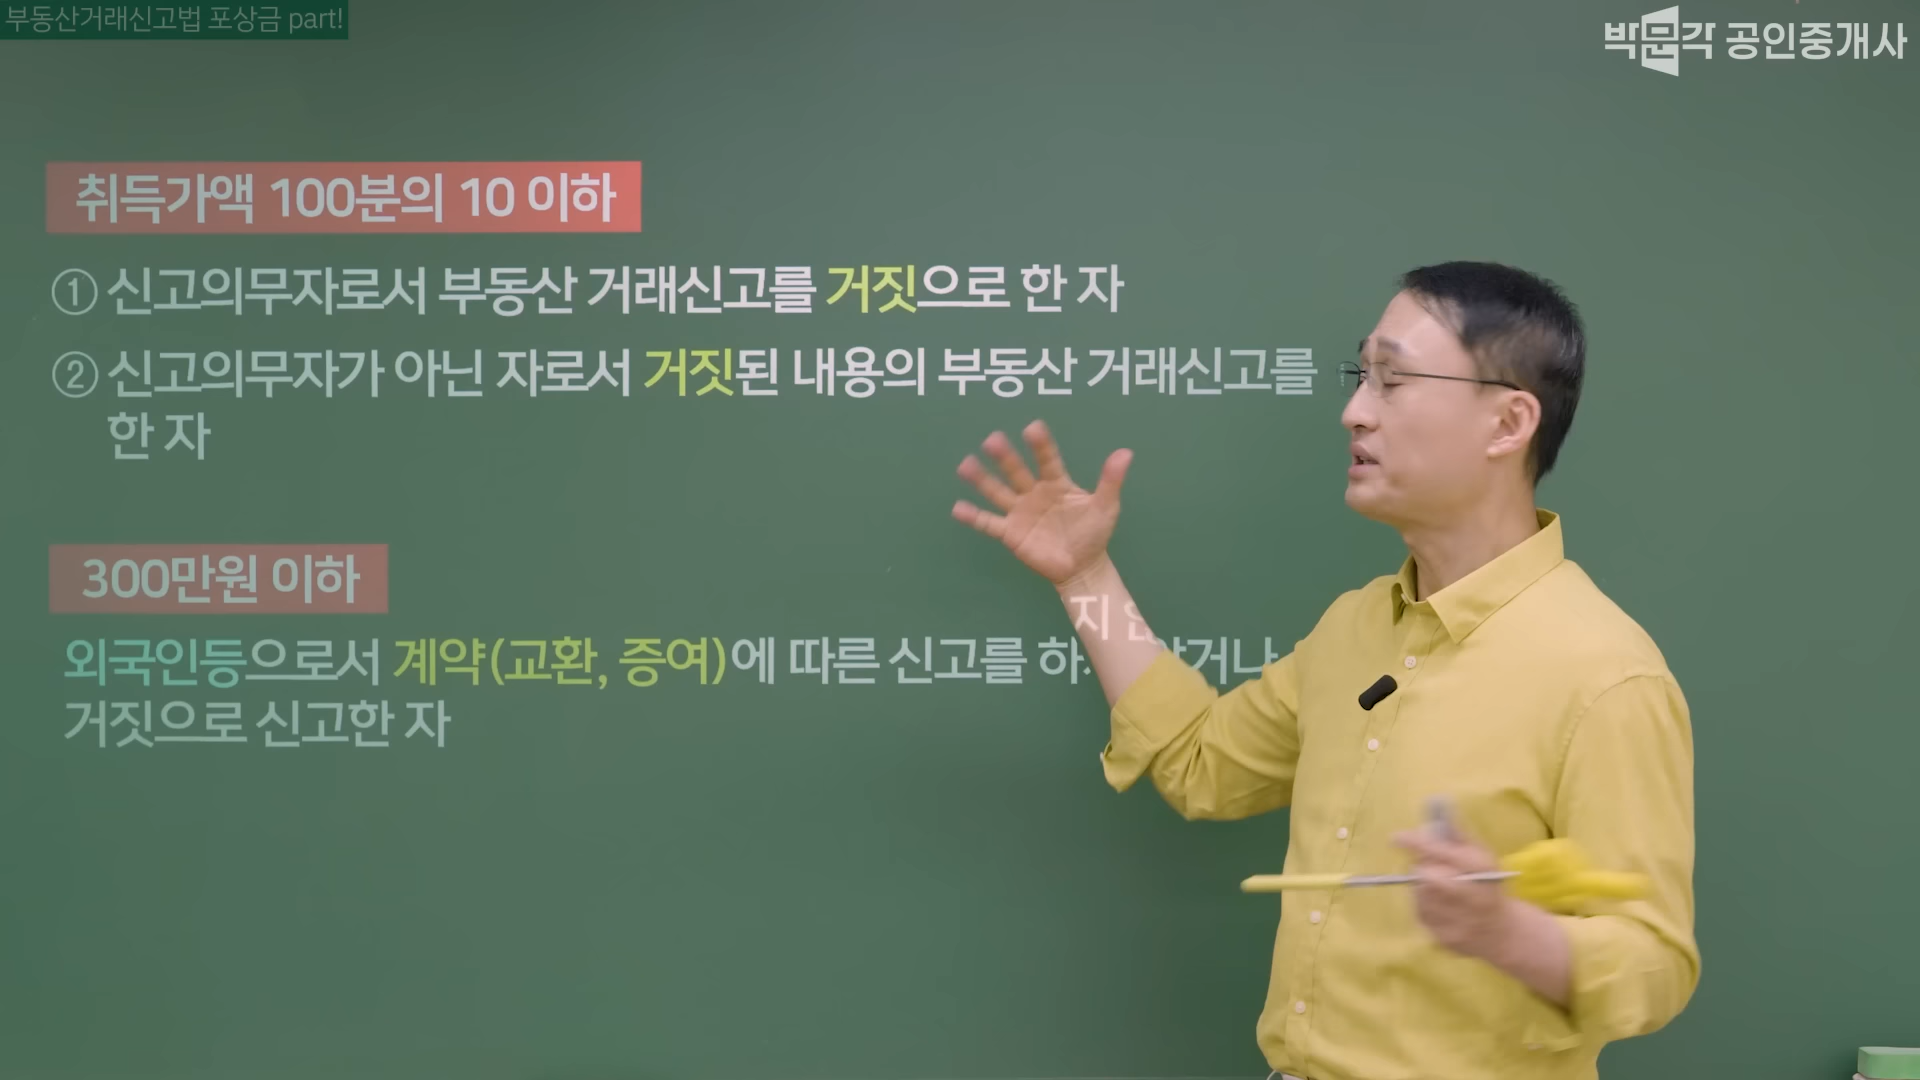 부동산거래신고법 포상금 part!
박문각 공인중개사
취득가액 100분의 10 이하
① 신고의무자로서 부동산 거래신고를 거짓으로 한 자
② 신고의무자가 아닌 자로서 거짓된 내용의 부동산 거래신고를
한 자
300만원 이하
외국인등으로서 계약(교환, 증여)에 따른 신고를 하지 않거나
거짓으로 신고한 자